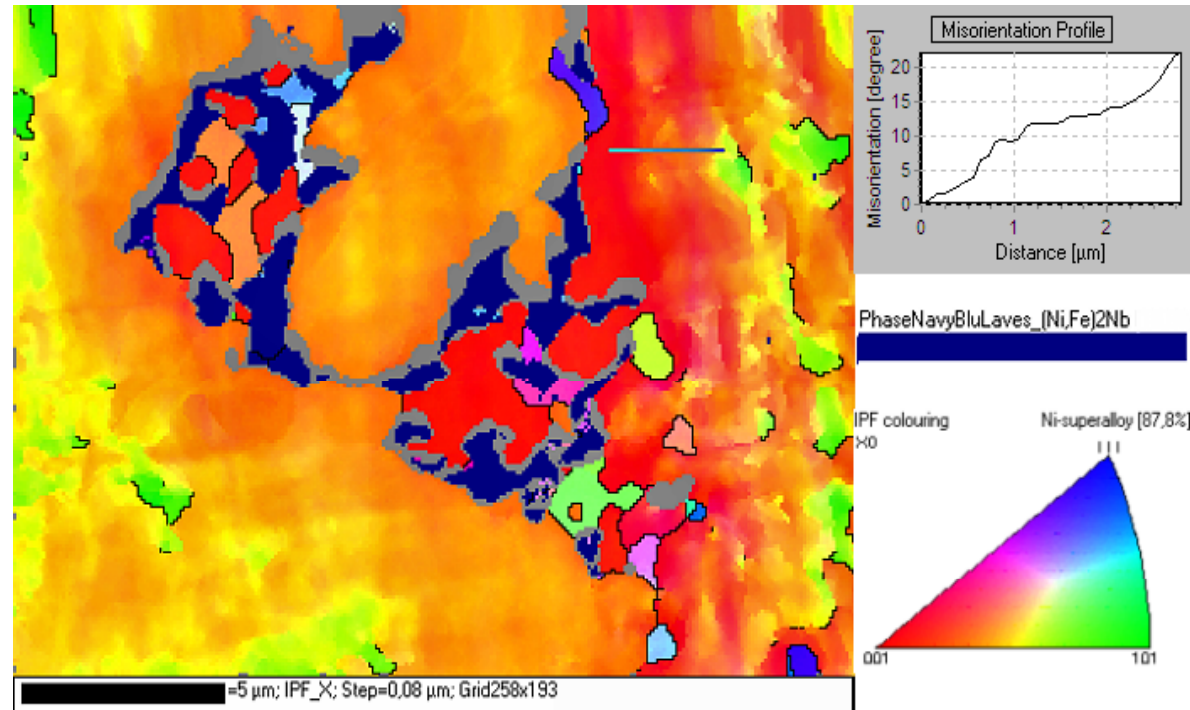 Misorientation Profile
Misorientation [degree]
20
15
10
5
0
1
2
Distance [µm]
PhaseNavyBluLaves_(Ni,Fe)2Nb
IPF colouring
Ni-superalloy [87,8%]
X0
111
001
101
=5 µm; IPF_X; Step=0,08 µm; Grid258x193